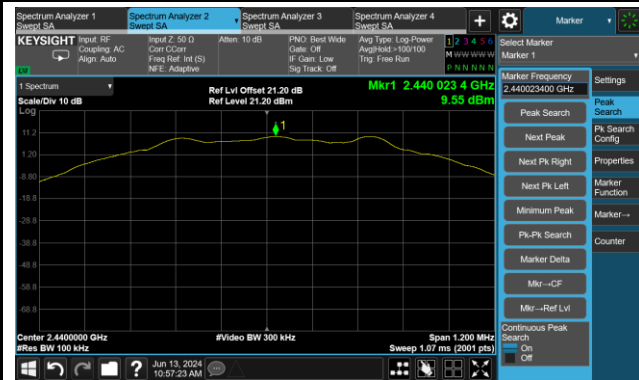 Spectrum Analyzer 1
Swept SA
Spectrum Analyzer 2
Swept SA
Spectrum Analyzer 3
Swept SA
Spectrum Analyzer 4
Swept SA
+
Marker
KEYSIGHT
Input: RF
Coupling: AC
Align: Auto
Input Z: 50 Ω
Corr CCorr
Freq Ref: Int (S)
NFE: Adaptive
Atten: 10 dB
PNO: Best Wide
Gate: Off
IF Gain: Low
Sig Track: Off
Avg Type: Log-Power
Avg|Hold:>100/100
Trig: Free Run
1 2 3 4 5 6
M W W W W W
P N N N N N
LXI
Select Marker
Marker 1
1 Spectrum
Scale/Div 10 dB
Log
Ref Lvl Offset 21.20 dB
Ref Level 21.20 dBm
Mkr1 2.440 023 4 GHz
9.55 dBm
1
11.2
1.20
-8.80
-18.8
-28.8
-38.8
-48.8
-58.8
-68.8
Center 2.4400000 GHz
#Res BW 100 kHz
#Video BW 300 kHz
Span 1.200 MHz
Sweep 1.07 ms (2001 pts)
Marker Frequency
2.440023400 GHz
Peak Search
Next Peak
Next Pk Right
Next Pk Left
Minimum Peak
Pk-Pk Search
Marker Delta
Mkr→CF
Mkr→Ref Lvl
Continuous Peak
Search
On
Off
Settings
Peak
Search
Pk Search
Config
Properties
Marker
Function
Marker→
Counter
?
Jun 13, 2024
10:57:23 AM